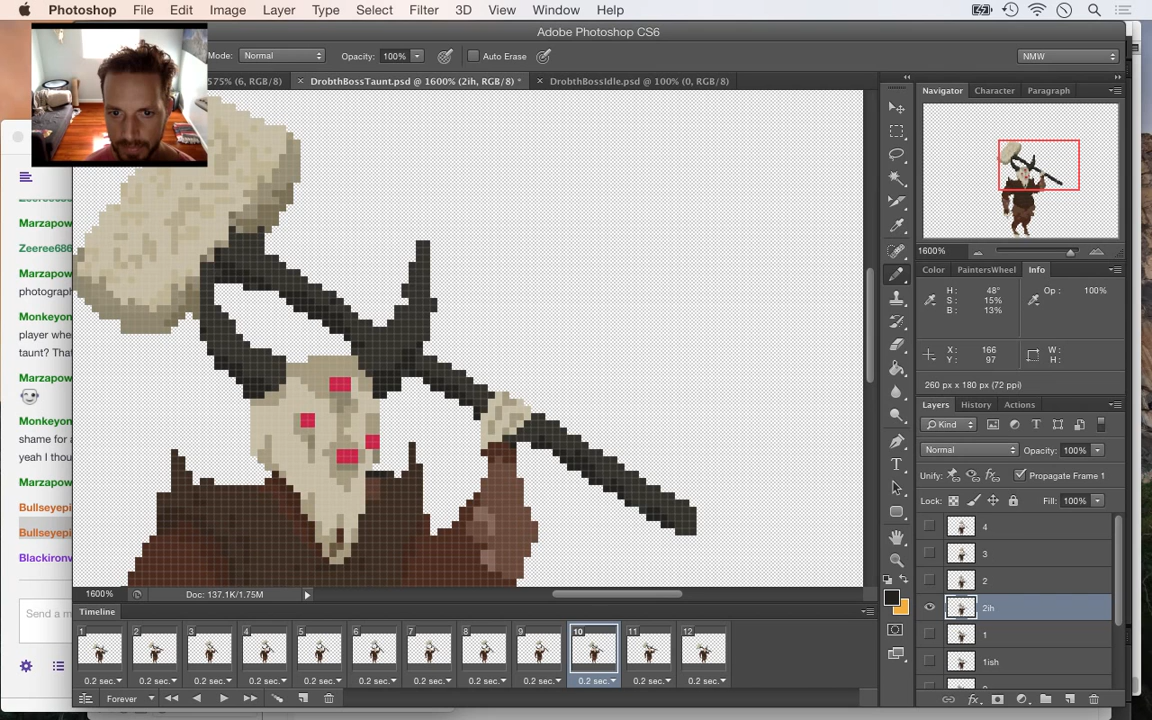 Photoshop File Edit Image Layer Type Select Filter 3D View Window Help
Adobe Photoshop CS6
Mode: Normal Opacity: 100% Auto Erase NMW
575% (6, RGB/8) × DrobthBossTaunt.psd @ 1600% (2ih, RGB/8) * × DrobthBossIdle.psd @ 100% (0, RGB/8)
Navigator Character Paragraph
1600%
Color PaintersWheel Info
H: 48° Op: 100%
S: 15%
B: 13%
X: 166 W:
Y: 97 H:
260 px x 180 px (72 ppi)
Layers History Actions
Kind
Normal Opacity: 100%
Unify: Propagate Frame 1
Lock: Fill: 100%
4
3
2
2ih
1
1ish
Marzapow
Zeeree686
Marzapow
photograph
Monkeyon
player whe
taunt? That
Marzapow
Monkeyon
shame for a
yeah I thou
Marzapow
Bullseyepi
Bullseyepi
Blackironv
Send a m
1600% Doc: 137.1K/1.75M
Timeline
1 2 3 4 5 6 7 8 9 10 11 12
0.2 sec. 0.2 sec. 0.2 sec. 0.2 sec. 0.2 sec. 0.2 sec. 0.2 sec. 0.2 sec. 0.2 sec. 0.2 sec. 0.2 sec. 0.2 sec.
Forever